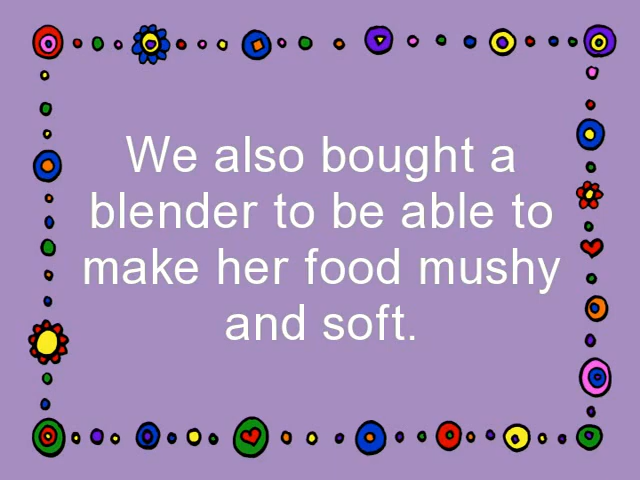 We also bought a
blender to be able to
make her food mushy
and soft.